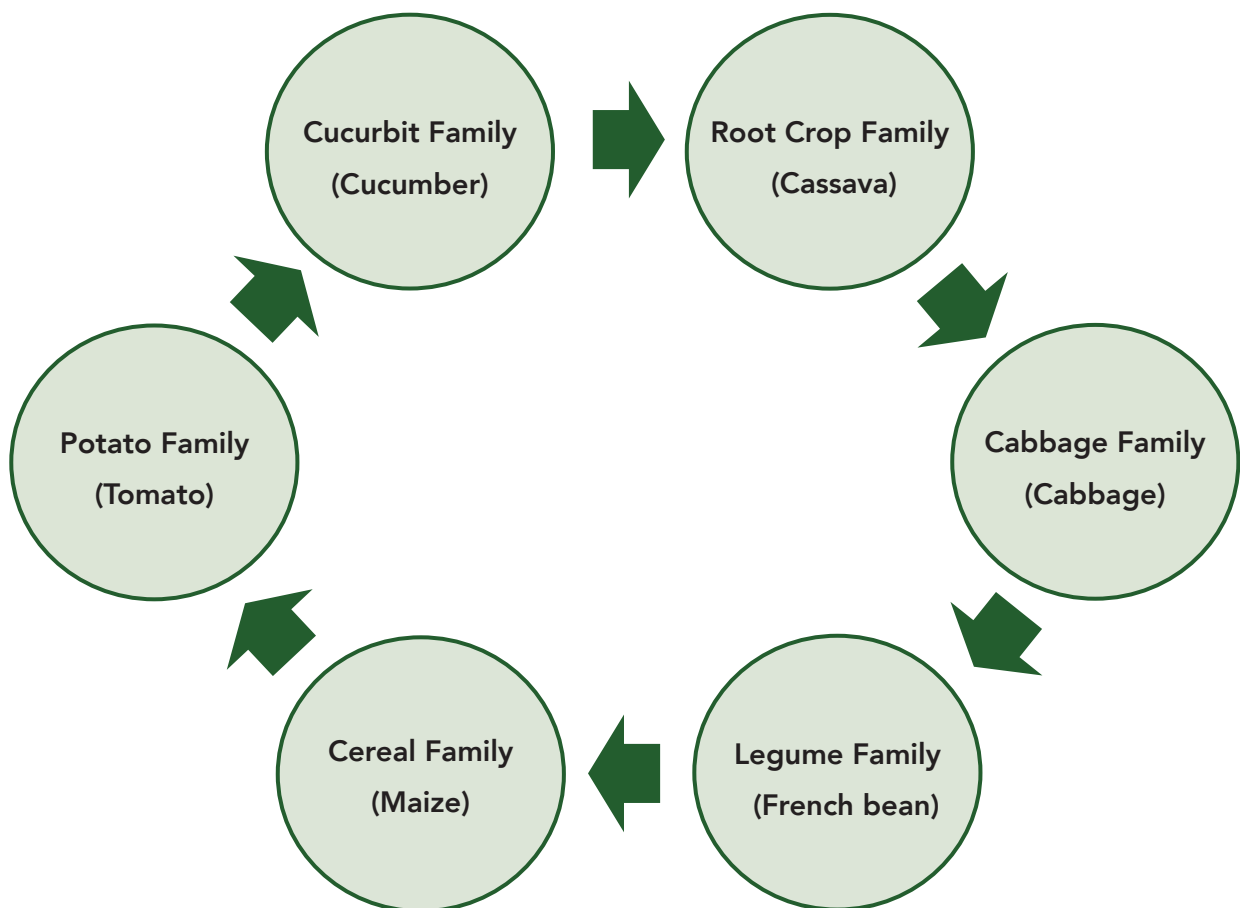 Cucurbit Family
(Cucumber)
Root Crop Family
(Cassava)
Cabbage Family
(Cabbage)
Legume Family
(French bean)
Cereal Family
(Maize)
Potato Family
(Tomato)